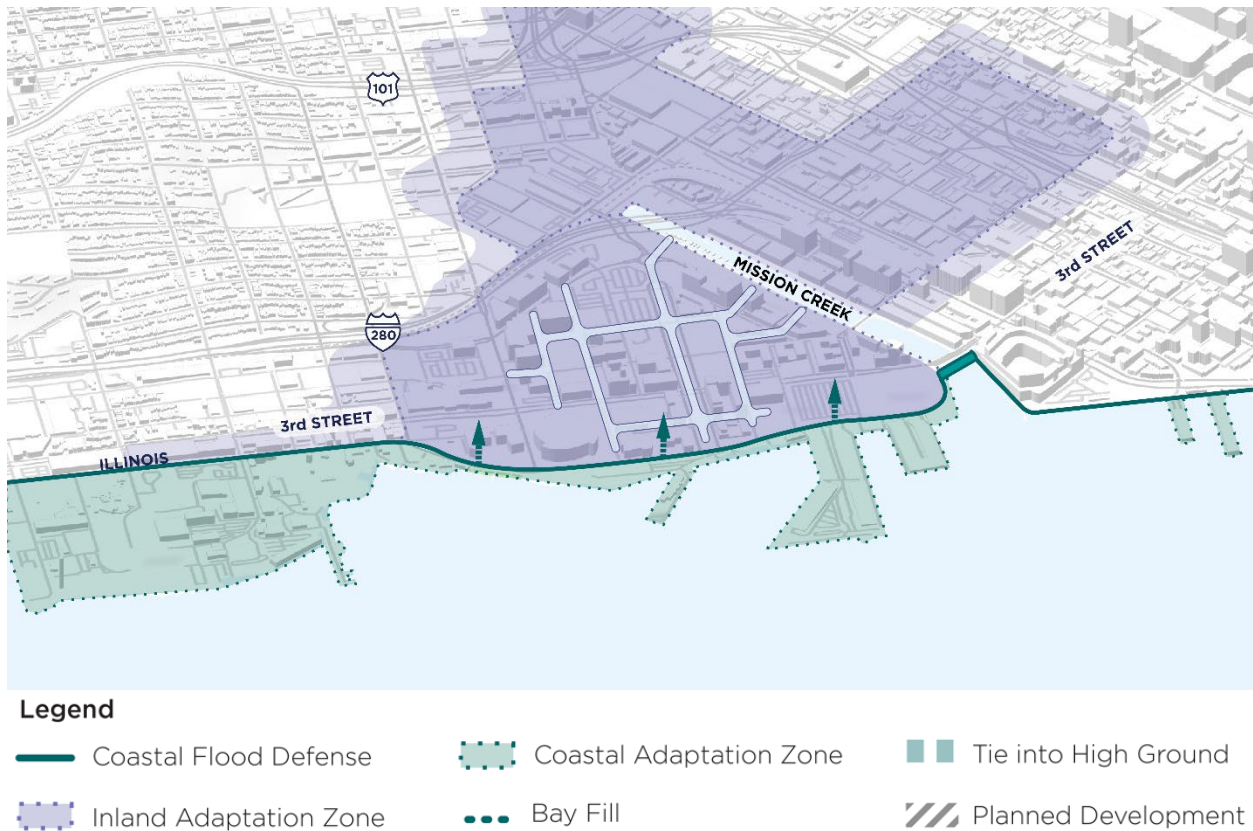 101
MISSION CREEK
3rd STREET
280
3rd STREET
ILLINOIS
Legend
Coastal Flood Defense
Coastal Adaptation Zone
Tie into High Ground
Inland Adaptation Zone
Bay Fill
Planned Development